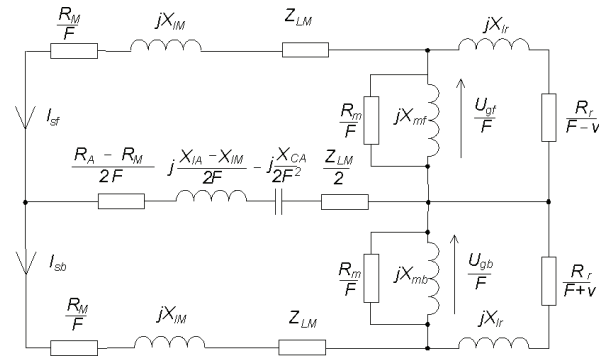 R_M/F jX_lM Z_LM jX_lr
I_sf R_m/F jX_mf U_gf/F R_r/(F-v)
(R_A - R_M)/2F j(X_lA - X_lM)/2F - jX_CA/2F² Z_LM/2
I_sb R_m/F jX_mb U_gb/F R_r/(F+v)
R_M/F jX_lM Z_LM jX_lr